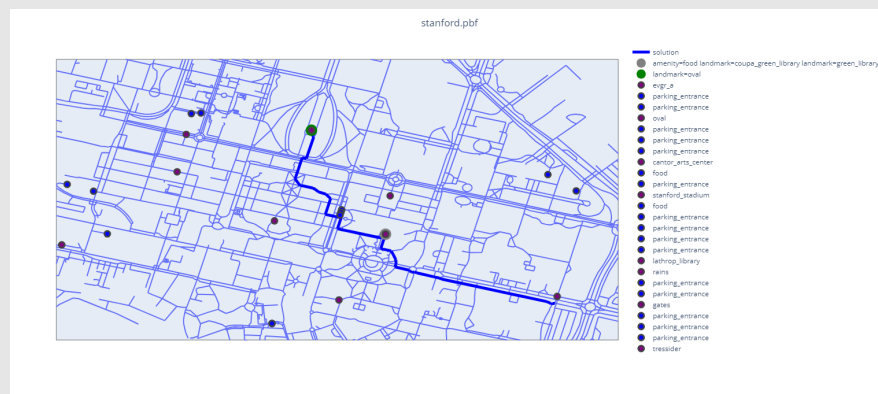 stanford.pbf
solution
amenity=food landmark=coupa_green_library landmark=green_library
landmark=oval
evgr_a
parking_entrance
parking_entrance
oval
parking_entrance
parking_entrance
parking_entrance
cantor_arts_center
food
parking_entrance
stanford_stadium
food
parking_entrance
parking_entrance
parking_entrance
parking_entrance
lathrop_library
rains
parking_entrance
parking_entrance
gates
parking_entrance
parking_entrance
parking_entrance
tressider